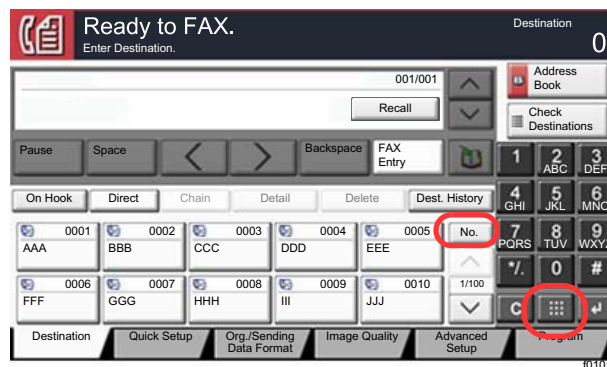 Ready to FAX.
Enter Destination.
Destination
0
001/001
Recall
Address
Book
Check
Destinations
Pause
Space
Backspace
FAX
Entry
1
2
ABC
3
DEF
On Hook
Direct
Chain
Detail
Delete
Dest. History
4
GHI
5
JKL
6
MNO
0001
AAA
0002
BBB
0003
CCC
0004
DDD
0005
EEE
No.
7
PQRS
8
TUV
9
WXY
0006
FFF
0007
GGG
0008
HHH
0009
III
0010
JJJ
1/100
*/.
0
#
C
Destination
Quick Setup
Org./Sending
Data Format
Image Quality
Advanced
Setup
Program
f010